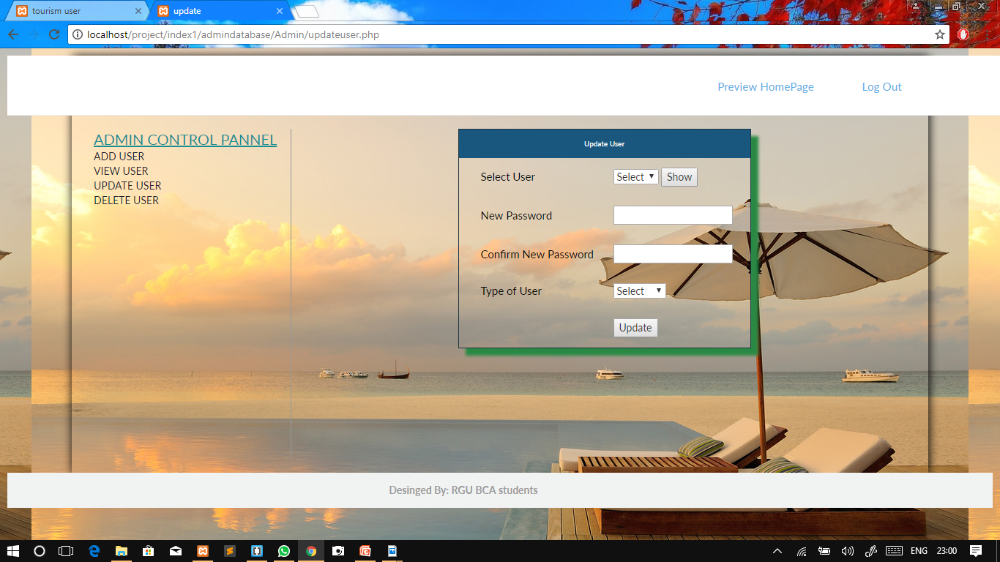 tourism user
update
localhost/project/index1/admindatabase/Admin/updateuser.php
Preview HomePage Log Out
ADMIN CONTROL PANNEL
ADD USER
VIEW USER
UPDATE USER
DELETE USER
Update User
Select User Select Show
New Password
Confirm New Password
Type of User Select
Update
Desinged By: RGU BCA students
ENG 23:00